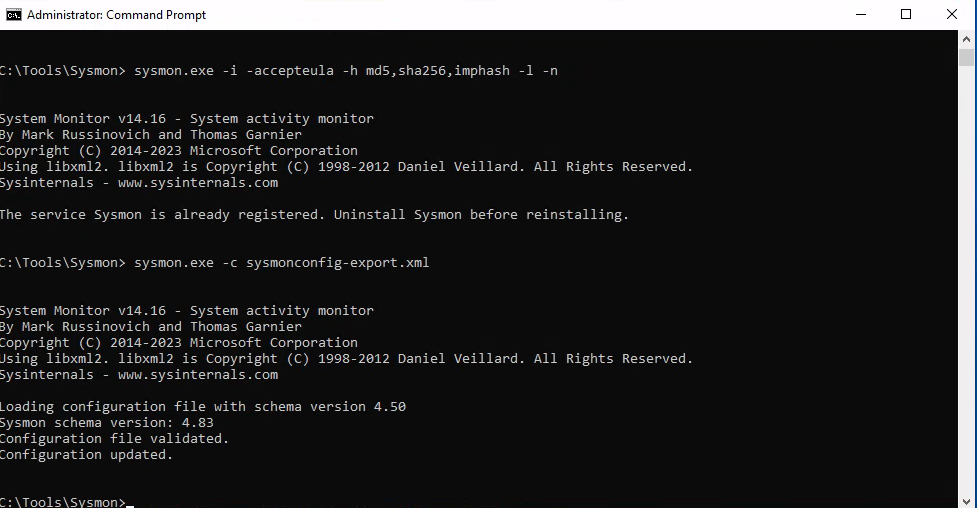 Administrator: Command Prompt
C:\Tools\Sysmon> sysmon.exe -i -accepteula -h md5,sha256,imphash -l -n
System Monitor v14.16 - System activity monitor
By Mark Russinovich and Thomas Garnier
Copyright (C) 2014-2023 Microsoft Corporation
Using libxml2. libxml2 is Copyright (C) 1998-2012 Daniel Veillard. All Rights Reserved.
Sysinternals - www.sysinternals.com
The service Sysmon is already registered. Uninstall Sysmon before reinstalling.
C:\Tools\Sysmon> sysmon.exe -c sysmonconfig-export.xml
System Monitor v14.16 - System activity monitor
By Mark Russinovich and Thomas Garnier
Copyright (C) 2014-2023 Microsoft Corporation
Using libxml2. libxml2 is Copyright (C) 1998-2012 Daniel Veillard. All Rights Reserved.
Sysinternals - www.sysinternals.com
Loading configuration file with schema version 4.50
Sysmon schema version: 4.83
Configuration file validated.
Configuration updated.
C:\Tools\Sysmon>